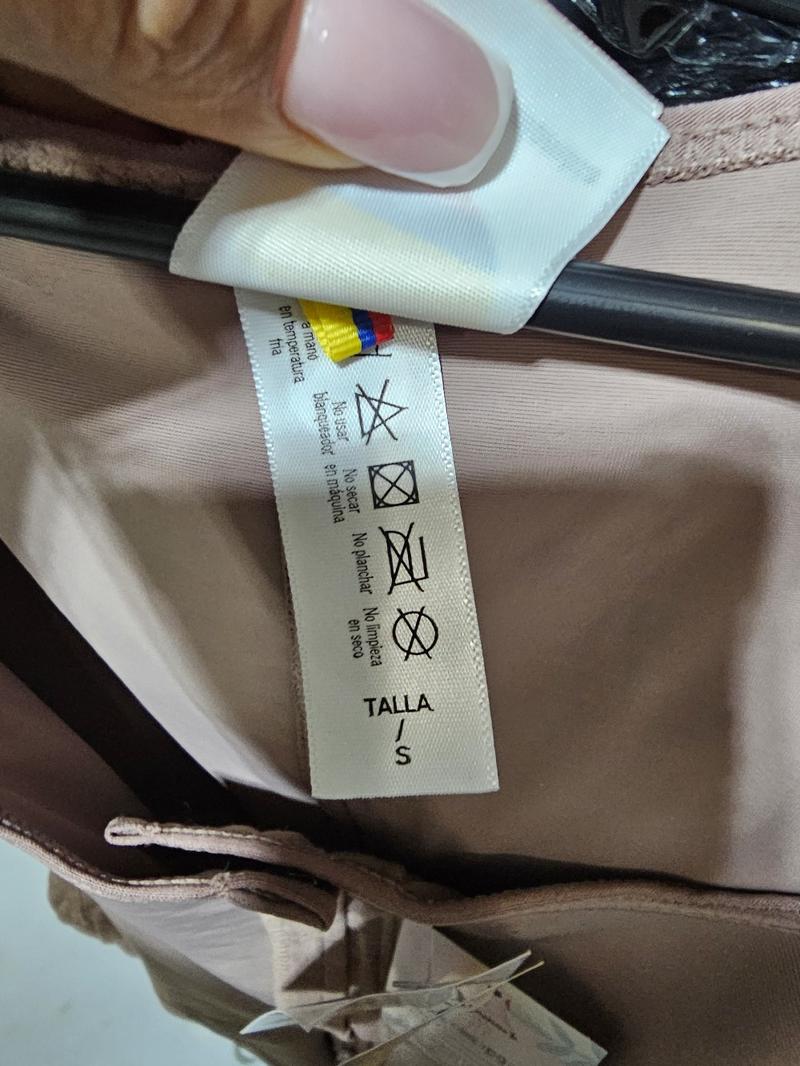 a mano
en temperatura
fría
No usar
blanqueador
No secar
en máquina
No planchar
No limpieza
en seco
TALLA
/
S